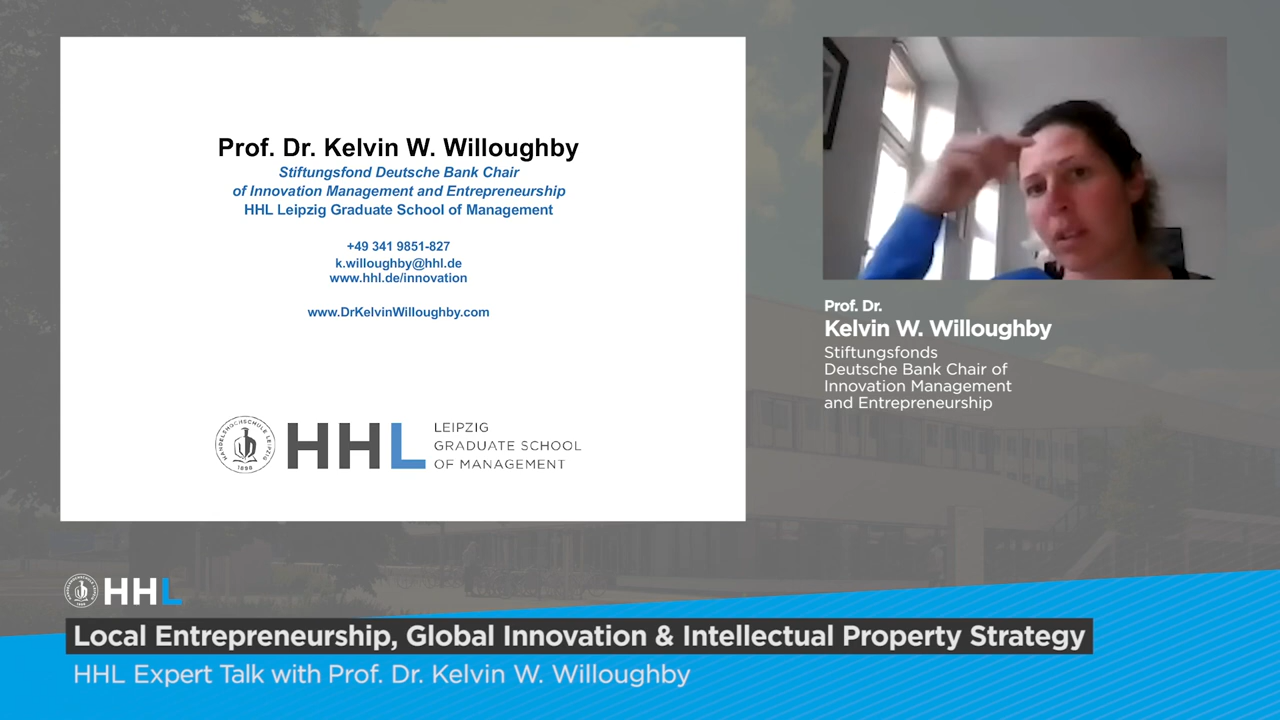 Prof. Dr. Kelvin W. Willoughby
Stiftungsfond Deutsche Bank Chair
of Innovation Management and Entrepreneurship
HHL Leipzig Graduate School of Management
+49 341 9851-827
k.willoughby@hhl.de
www.hhl.de/innovation
www.DrKelvinWilloughby.com
HANDELSHOCHSCHULE LEIPZIG
1898
HHL
LEIPZIG
GRADUATE SCHOOL
OF MANAGEMENT
Prof. Dr.
Kelvin W. Willoughby
Stiftungsfonds
Deutsche Bank Chair of
Innovation Management
and Entrepreneurship
HHL
Local Entrepreneurship, Global Innovation & Intellectual Property Strategy
HHL Expert Talk with Prof. Dr. Kelvin W. Willoughby